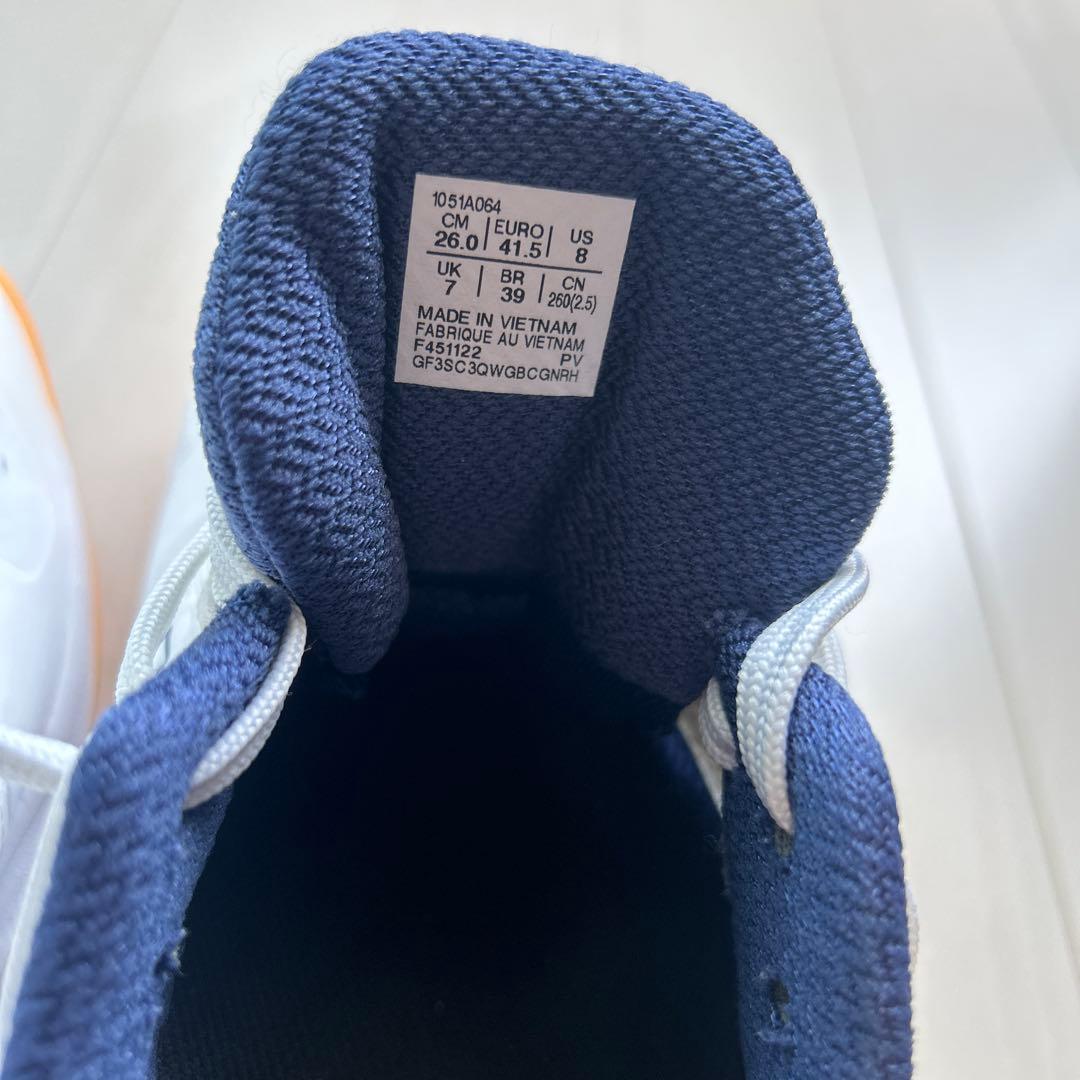 1051A064
CM | EURO | US
26.0 | 41.5 | 8
UK | BR | CN
7 | 39 | 260(2.5)
MADE IN VIETNAM
FABRIQUE AU VIETNAM
F451122 PV
GF3SC3QWGBCGNRH